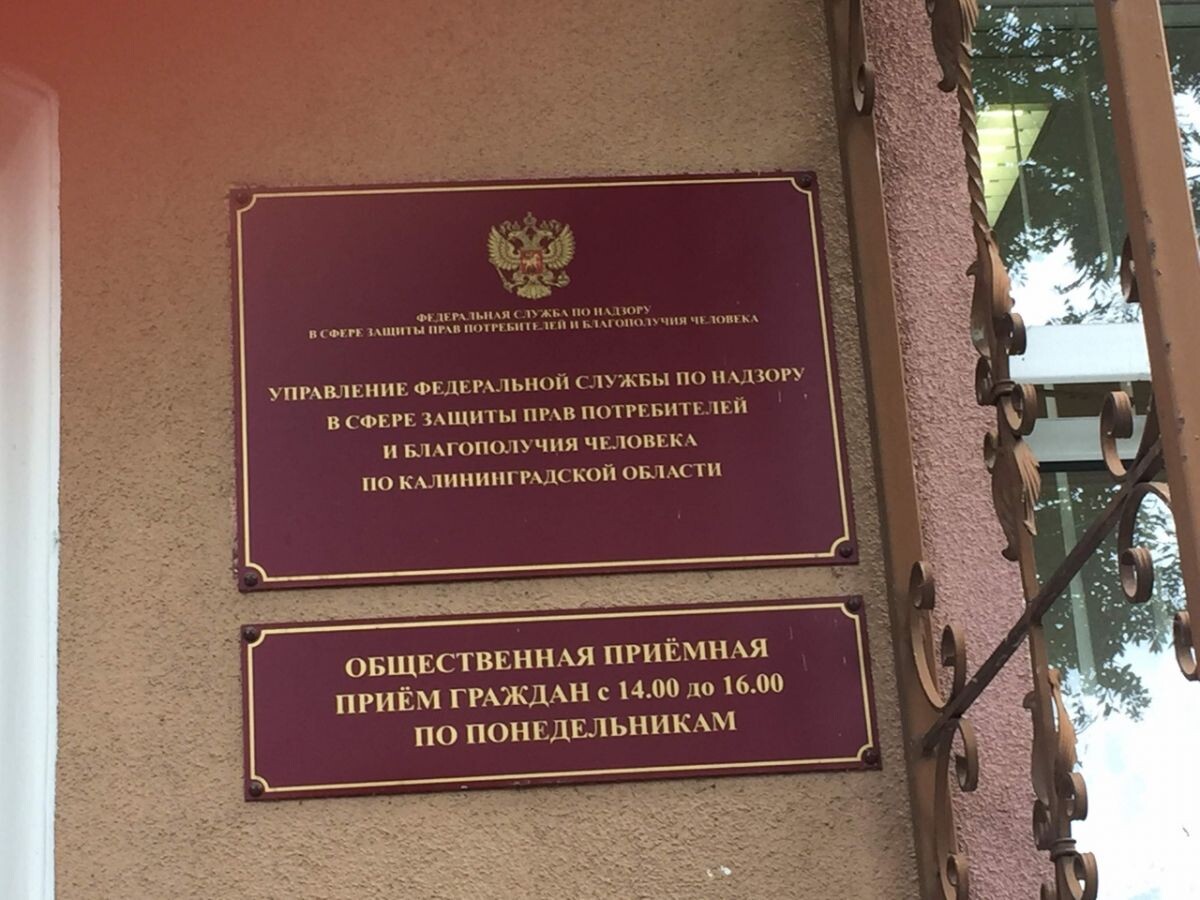 ФЕДЕРАЛЬНАЯ СЛУЖБА ПО НАДЗОРУ
В СФЕРЕ ЗАЩИТЫ ПРАВ ПОТРЕБИТЕЛЕЙ И БЛАГОПОЛУЧИЯ ЧЕЛОВЕКА
УПРАВЛЕНИЕ ФЕДЕРАЛЬНОЙ СЛУЖБЫ ПО НАДЗОРУ
В СФЕРЕ ЗАЩИТЫ ПРАВ ПОТРЕБИТЕЛЕЙ
И БЛАГОПОЛУЧИЯ ЧЕЛОВЕКА
ПО КАЛИНИНГРАДСКОЙ ОБЛАСТИ
ОБЩЕСТВЕННАЯ ПРИЁМНАЯ
ПРИЁМ ГРАЖДАН с 14.00 до 16.00
ПО ПОНЕДЕЛЬНИКАМ